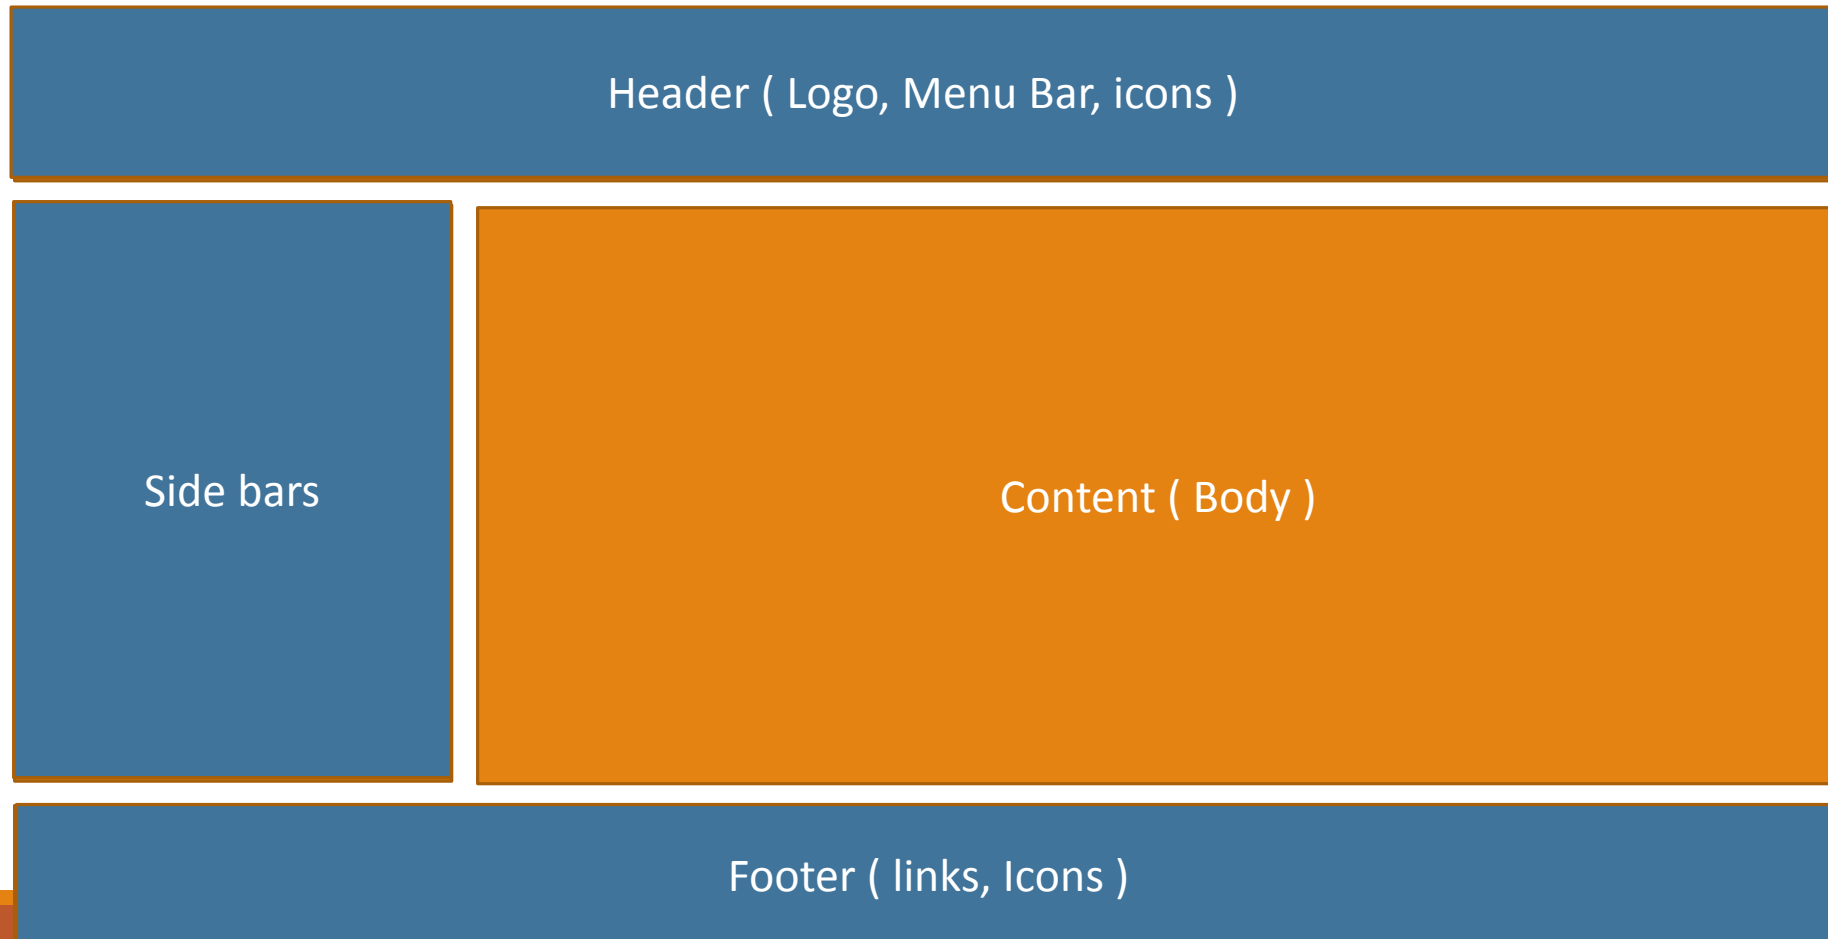 Header ( Logo, Menu Bar, icons )
Side bars
Content ( Body )
Footer ( links, Icons )